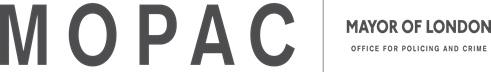 MOPAC
MAYOR OF LONDON
OFFICE FOR POLICING AND CRIME